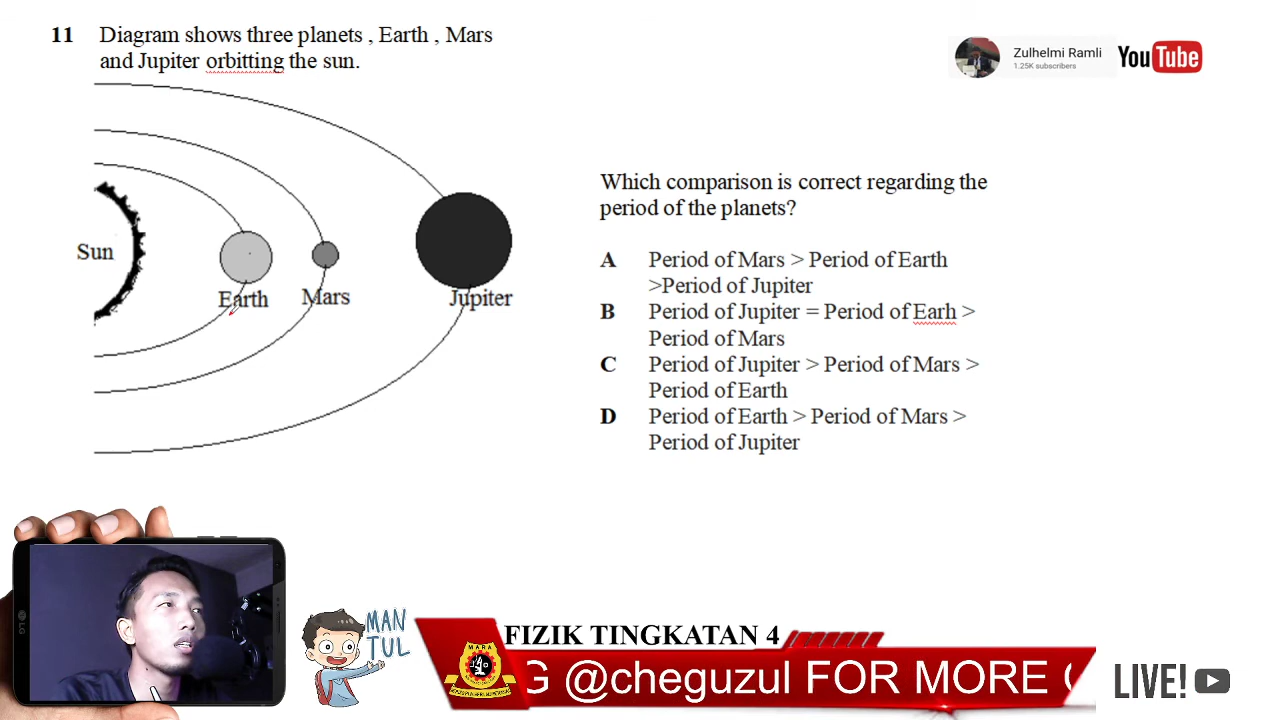 11 Diagram shows three planets , Earth , Mars
and Jupiter orbitting the sun.
Zulhelmi Ramli
1.25K subscribers
YouTube
Sun
Earth
Mars
Jupiter
Which comparison is correct regarding the
period of the planets?
A Period of Mars > Period of Earth
>Period of Jupiter
B Period of Jupiter = Period of Earh >
Period of Mars
C Period of Jupiter > Period of Mars >
Period of Earth
D Period of Earth > Period of Mars >
Period of Jupiter
LG
MAN
TUL
FIZIK TINGKATAN 4
MARA
G @cheguzul FOR MORE
LIVE!